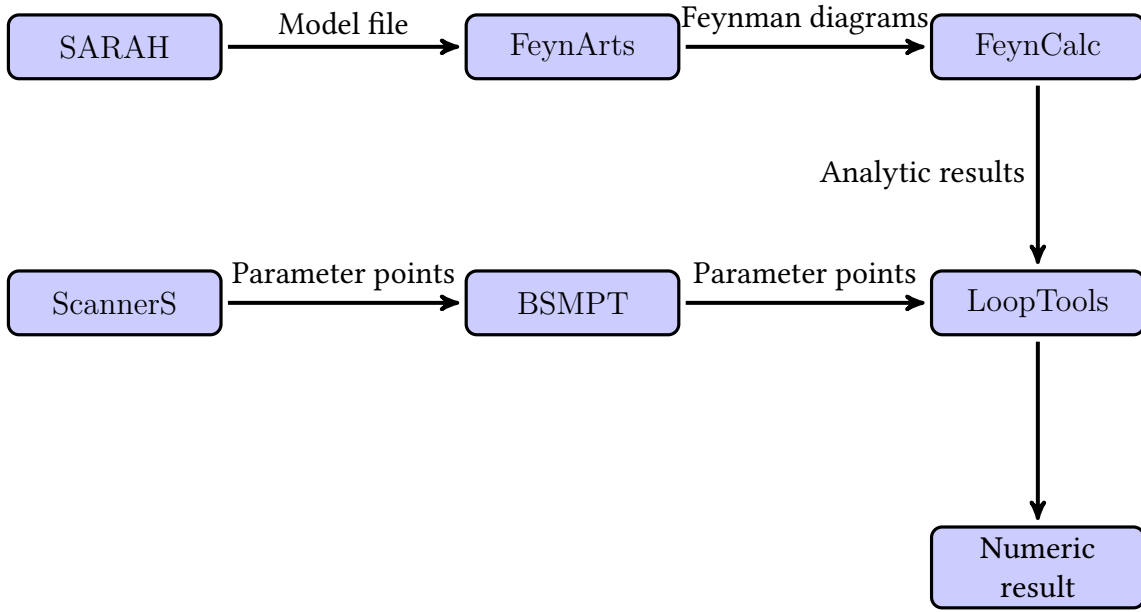 SARAH
Model file
FeynArts
Feynman diagrams
FeynCalc
Analytic results
ScannerS
Parameter points
BSMPT
Parameter points
LoopTools
Numeric
result